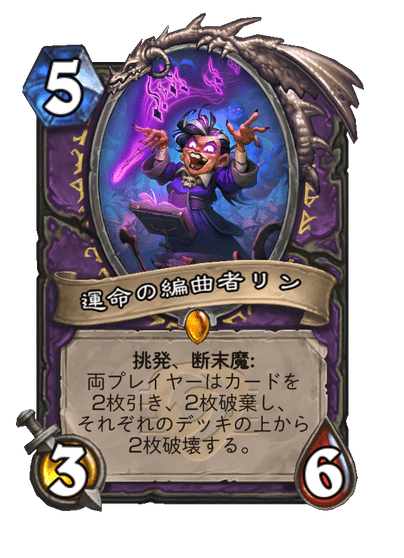 5
運命の編曲者リン
挑発、断末魔:
両プレイヤーはカードを
2枚引き、2枚破棄し、
それぞれのデッキの上から
2枚破壊する。
3
6